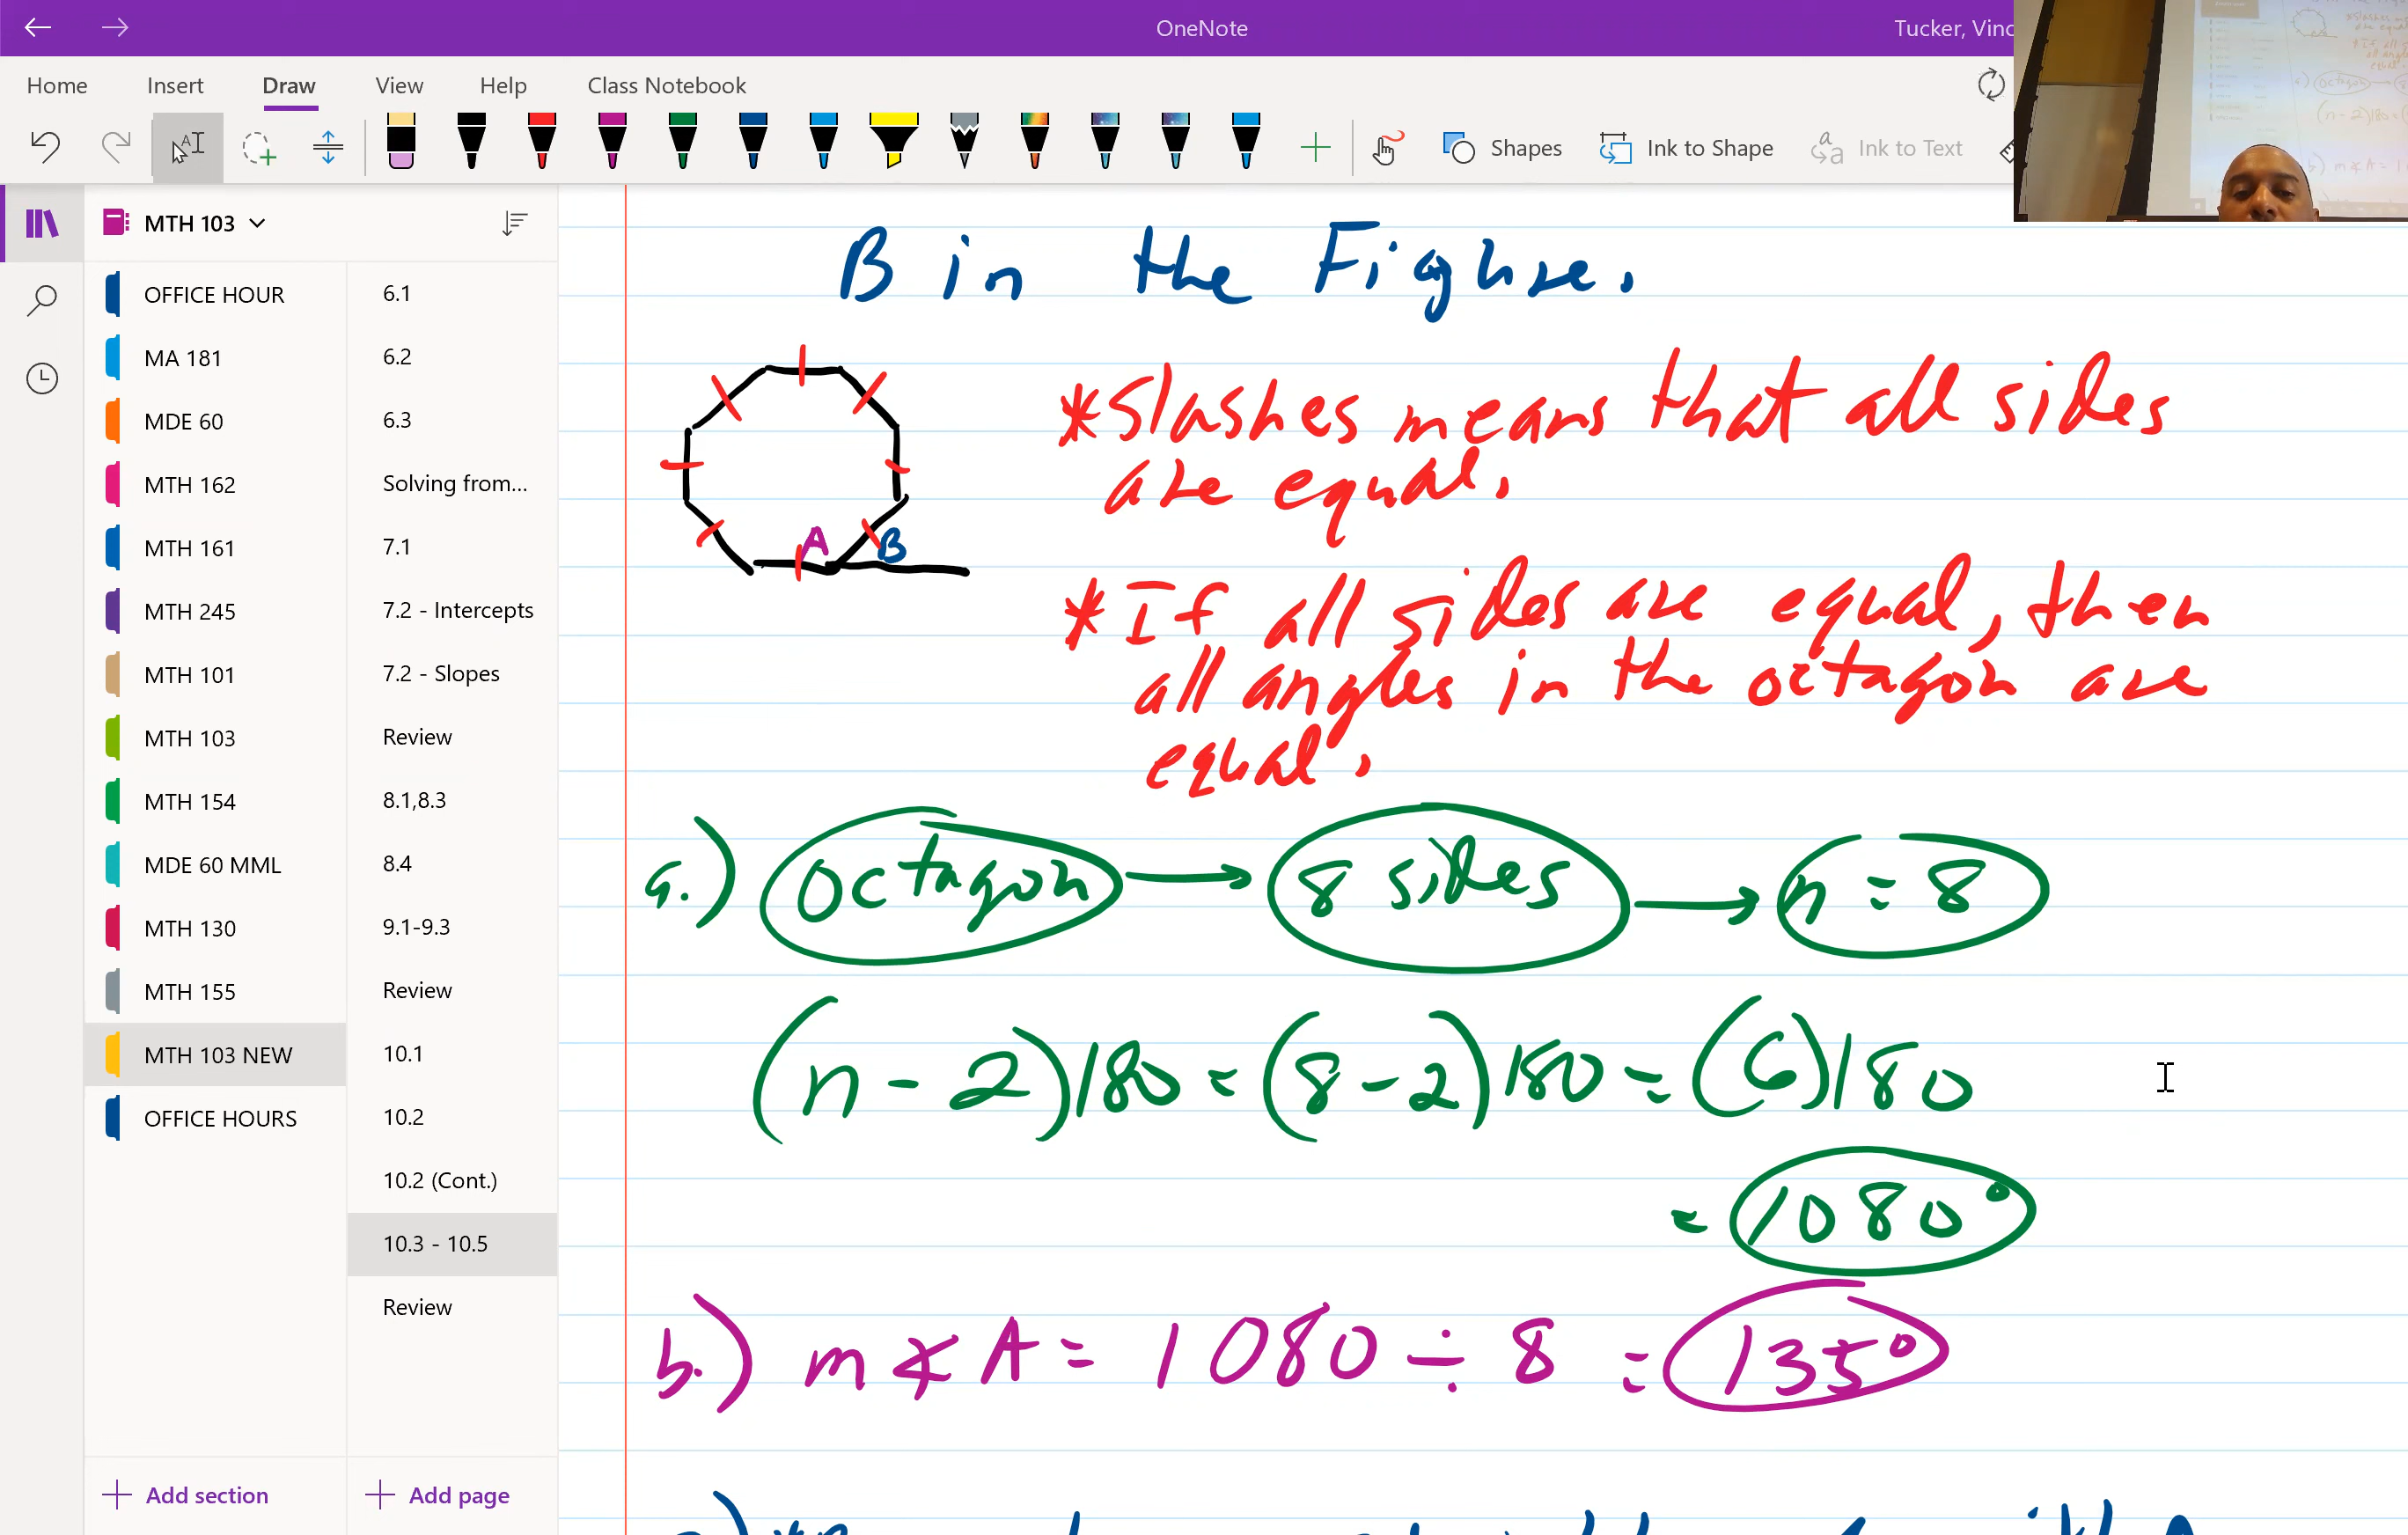 OneNote
Tucker, Vinc
Home Insert Draw View Help Class Notebook
Shapes Ink to Shape Ink to Text
MTH 103
OFFICE HOUR
MA 181
MDE 60
MTH 162
MTH 161
MTH 245
MTH 101
MTH 103
MTH 154
MDE 60 MML
MTH 130
MTH 155
MTH 103 NEW
OFFICE HOURS
Add section
6.1
6.2
6.3
Solving from...
7.1
7.2 - Intercepts
7.2 - Slopes
Review
8.1,8.3
8.4
9.1-9.3
Review
10.1
10.2
10.2 (Cont.)
10.3 - 10.5
Review
Add page
B in the Figure.
A B
*Slashes means that all sides
are equal.
*If all sides are equal, then
all angles in the octagon are
equal.
a.) Octagon → 8 sides → n = 8
(n - 2)180 = (8 - 2)180 = (6)180
= 1080°
b.) m∡A = 1080 ÷ 8 = 135°